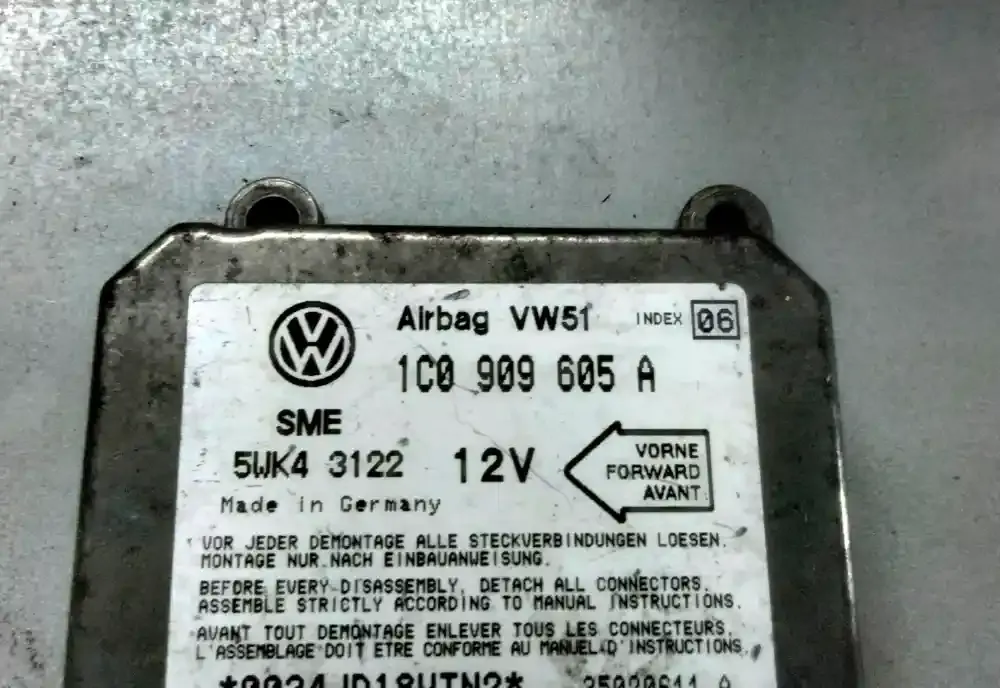 Airbag VW51 INDEX 06
1C0 909 605 A
SME
5WK4 3122 12V
VORNE
FORWARD
AVANT
Made in Germany
VOR JEDER DEMONTAGE ALLE STECKVERBINDUNGEN LOESEN.
MONTAGE NUR NACH EINBAUANWEISUNG.
BEFORE EVERY DISASSEMBLY, DETACH ALL CONNECTORS.
ASSEMBLE STRICTLY ACCORDING TO MANUAL INSTRUCTIONS.
AVANT TOUT DEMONTAGE ENLEVER TOUS LES CONNECTEURS.
L'ASSEMBLAGE DOIT ETRE CONFORME AU MANUEL D'INSTRUCTIONS.